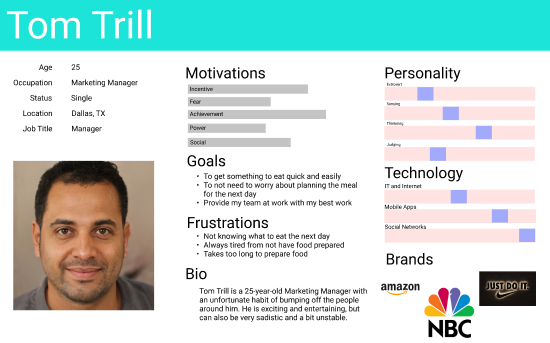 Tom Trill
Age 25
Occupation Marketing Manager
Status Single
Location Dallas, TX
Job Title Manager
Motivations
Incentive
Fear
Achievement
Power
Social
Goals
• To get something to eat quick and easily
• To not need to worry about planning the meal
for the next day
• Provide my team at work with my best work
Frustrations
• Not knowing what to eat the next day
• Always tired from not have food prepared
• Takes too long to prepare food
Bio
Tom Trill is a 25-year-old Marketing Manager with
an unfortunate habit of bumping off the people
around him. He is exciting and entertaining, but
can also be very sadistic and a bit unstable.
Personality
Extrovert
Sensing
Thinking
Judging
Technology
IT and Internet
Mobile Apps
Social Networks
Brands
amazon
NBC
JUST DO IT.